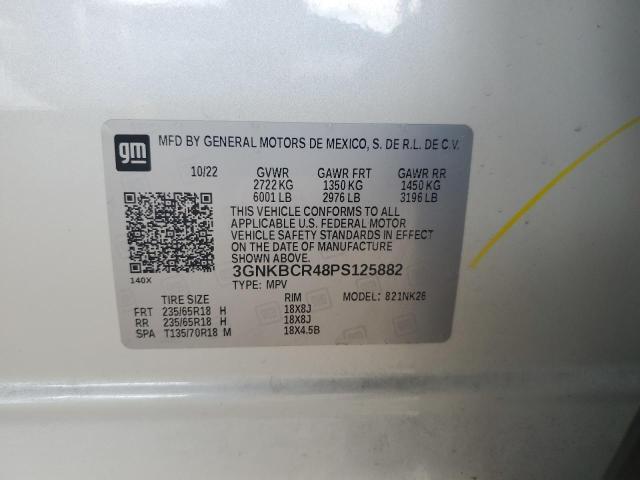 gm
MFD BY GENERAL MOTORS DE MEXICO, S. DE R.L. DE C.V.
10/22 GVWR GAWR FRT GAWR RR
2722 KG 1350 KG 1450 KG
6001 LB 2976 LB 3196 LB
THIS VEHICLE CONFORMS TO ALL
APPLICABLE U.S. FEDERAL MOTOR
VEHICLE SAFETY STANDARDS IN EFFECT
ON THE DATE OF MANUFACTURE
SHOWN ABOVE.
140X
3GNKBCR48PS125882
TYPE: MPV
TIRE SIZE RIM MODEL: 821NK26
FRT 235/65R18 H 18X8J
RR 235/65R18 H 18X8J
SPA T135/70R18 M 18X4.5B